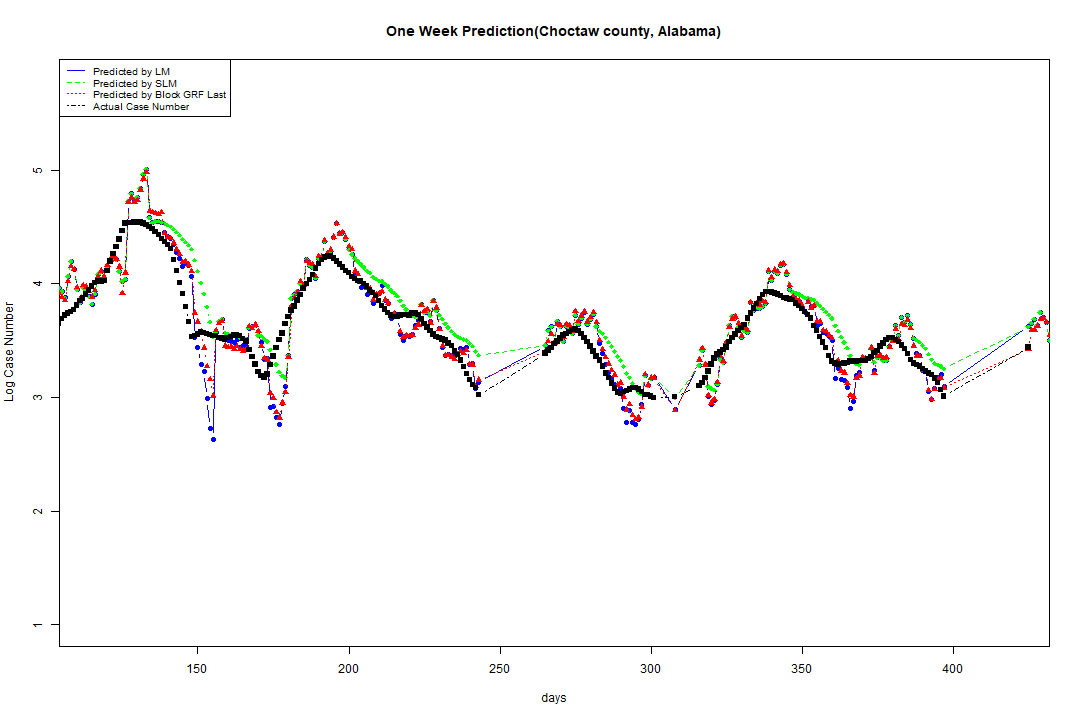 One Week Prediction(Choctaw county, Alabama)
Predicted by LM
Predicted by SLM
Predicted by Block GRF Last
Actual Case Number
5
4
3
2
1
Log Case Number
150 200 250 300 350 400
days